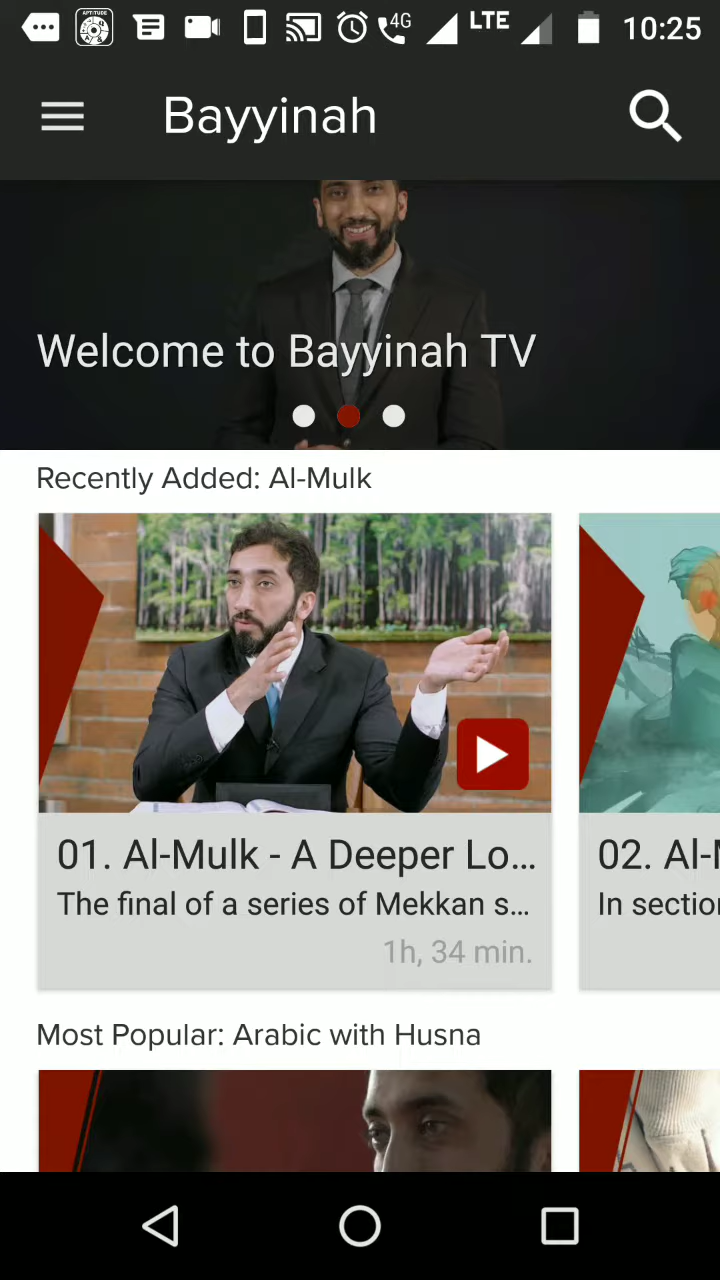 4G LTE 10:25
Bayyinah
Welcome to Bayyinah TV
Recently Added: Al-Mulk
01. Al-Mulk - A Deeper Lo...
The final of a series of Mekkan s...
1h, 34 min.
02. Al-M
In section
Most Popular: Arabic with Husna